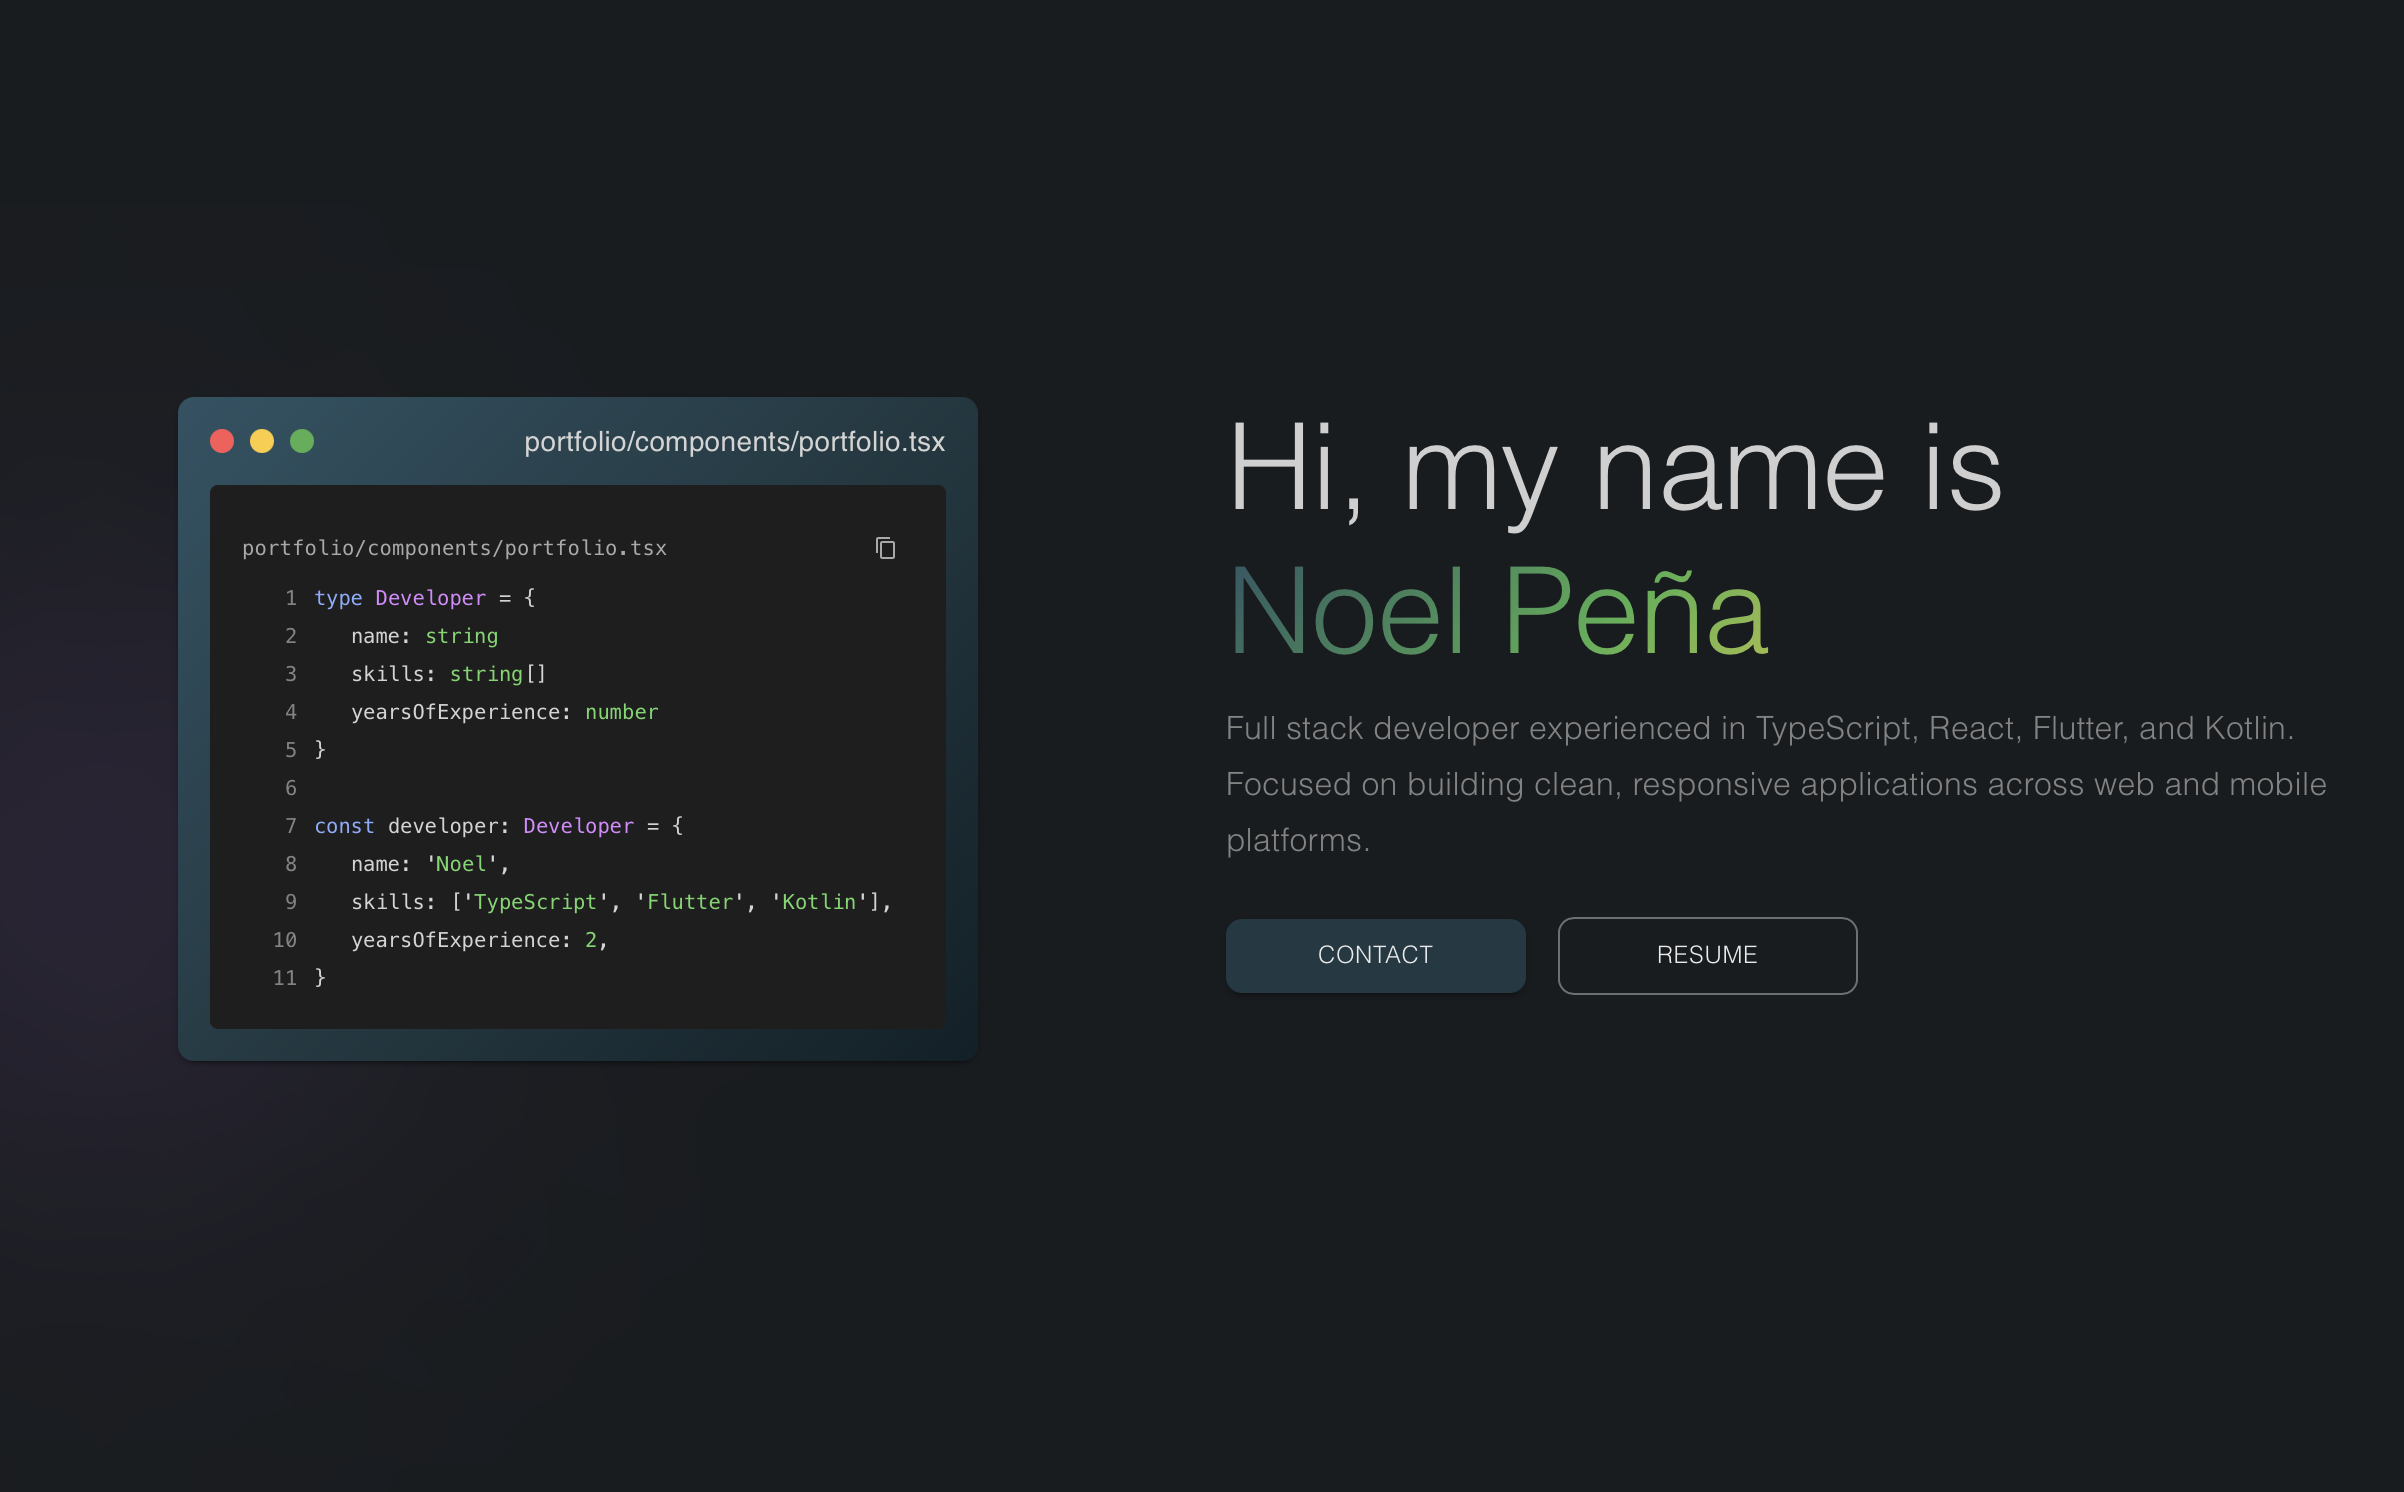 portfolio/components/portfolio.tsx
portfolio/components/portfolio.tsx
1 type Developer = {
2    name: string
3    skills: string[]
4    yearsOfExperience: number
5 }
6
7 const developer: Developer = {
8    name: 'Noel',
9    skills: ['TypeScript', 'Flutter', 'Kotlin'],
10    yearsOfExperience: 2,
11 }
Hi, my name is
Noel Peña
Full stack developer experienced in TypeScript, React, Flutter, and Kotlin.
Focused on building clean, responsive applications across web and mobile
platforms.
CONTACT
RESUME